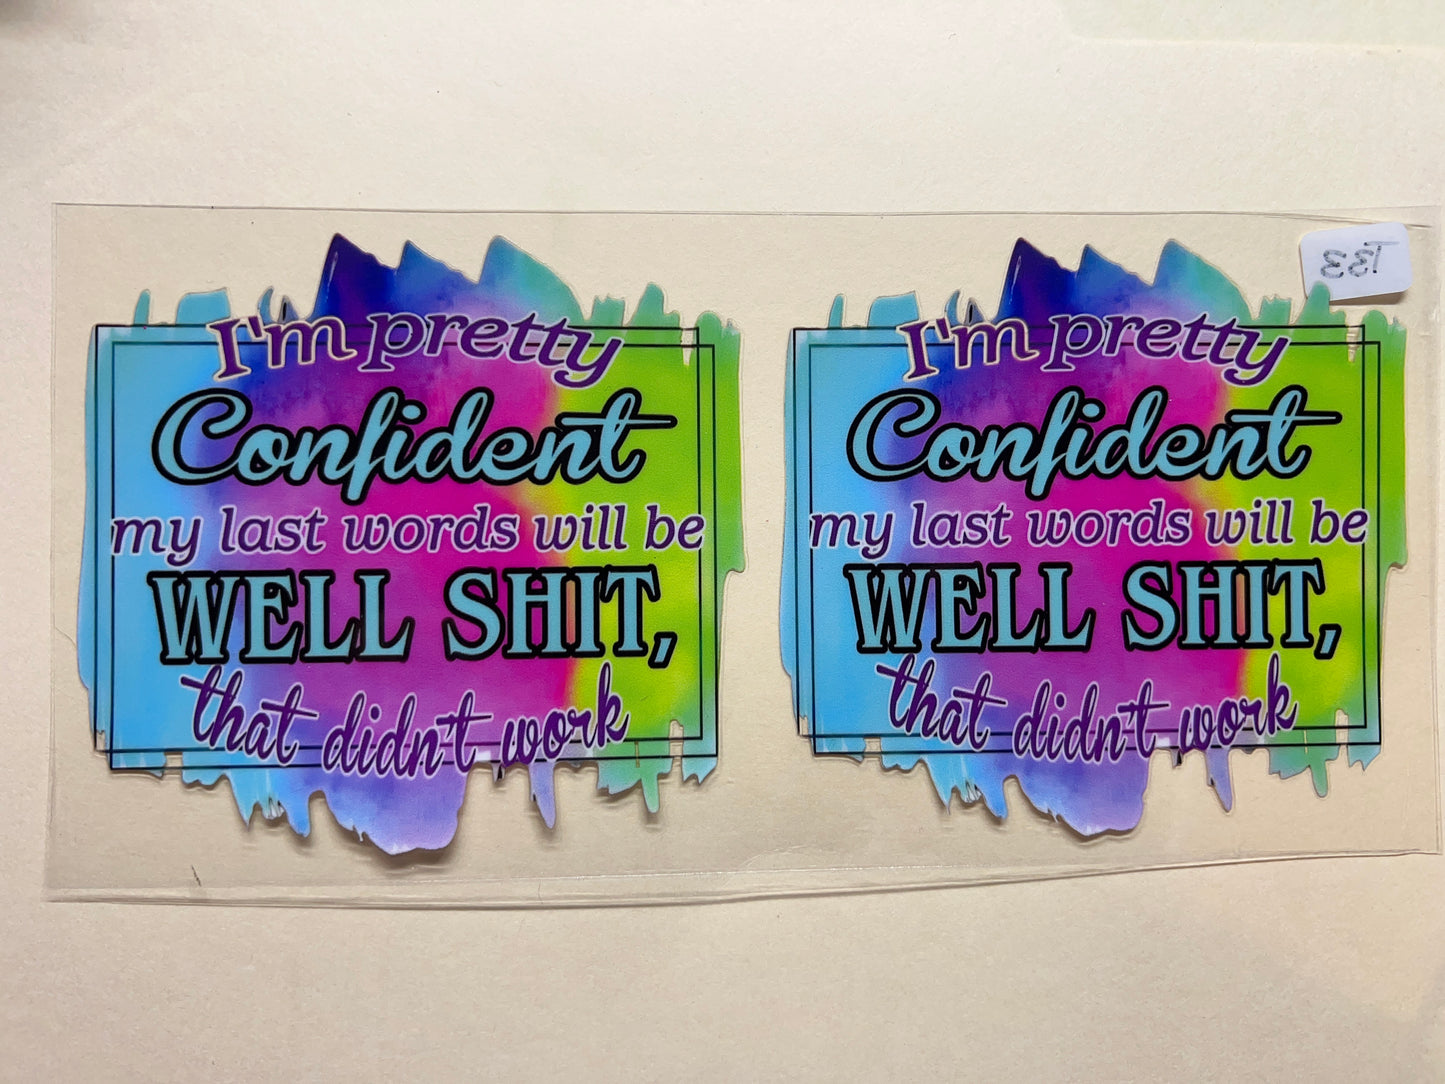 I'm pretty
Confident
my last words will be
WELL SHIT,
that didn't work
I'm pretty
Confident
my last words will be
WELL SHIT,
that didn't work
T33